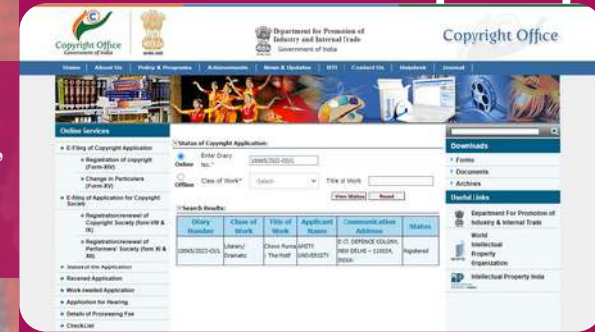 Copyright Office
Government of India
Department for Promotion of
Industry and Internal Trade
Government of India
Copyright Office
Home | About Us | Policy & Programs | Achievements | News & Updates | RTI | Contact Us | Helpdesk | Journal |
Online Services
E-Filing of Copyright Application
» Registration of copyright
(Form-XIV)
» Change in Particulars
(Form-XV)
E-filing of Application for Copyright
Society
» Registration/renewal of
Copyright Society (form VIII &
IX)
» Registration/renewal of
Performers' Society (form XI &
XII)
Status of the Application
Received Application
Work-awaited Application
Application for Hearing
Details of Processing Fee
CheckList
Status of Copyright Application:
Online
Enter Diary
No.*
Offline
Class of Work*
-Select-
Title of Work
View Status
Reset
Search Results:
Diary
Number
Class of
Work
Title of
Work
Applicant
Name
Communication
Address
Status
Literary/
Dramatic
AMITY
UNIVERSITY
DEFENCE COLONY,
NEW DELHI - 110024,
INDIA-
Registered
Downloads
Forms
Documents
Archives
Useful Links
Department For Promotion of
Industry & Internal Trade
World
Intellectual
Property
Organization
Intellectual Property India